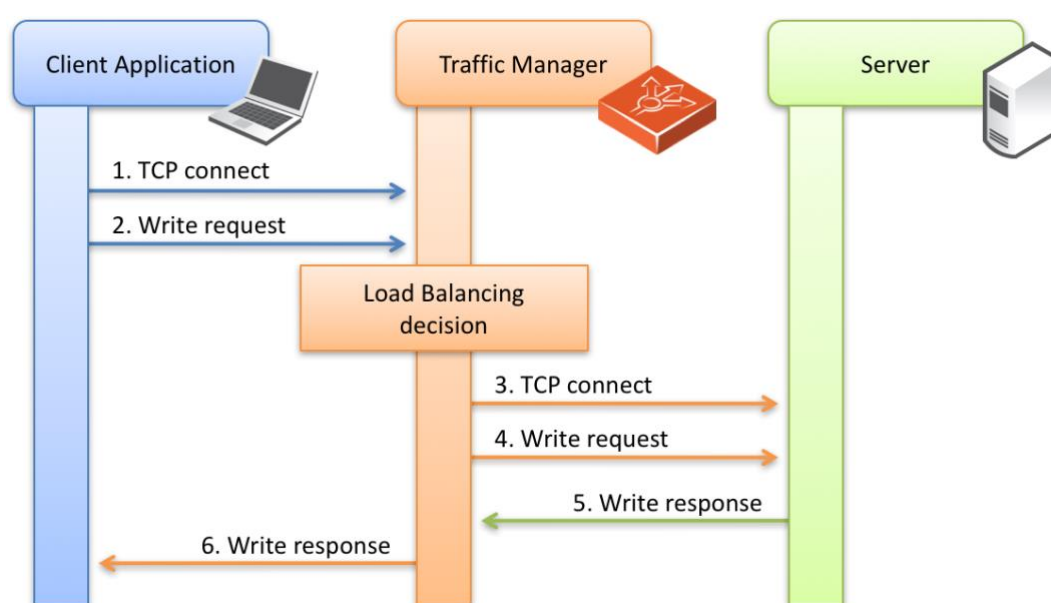 Client Application
Traffic Manager
Server
1. TCP connect
2. Write request
Load Balancing
decision
3. TCP connect
4. Write request
5. Write response
6. Write response